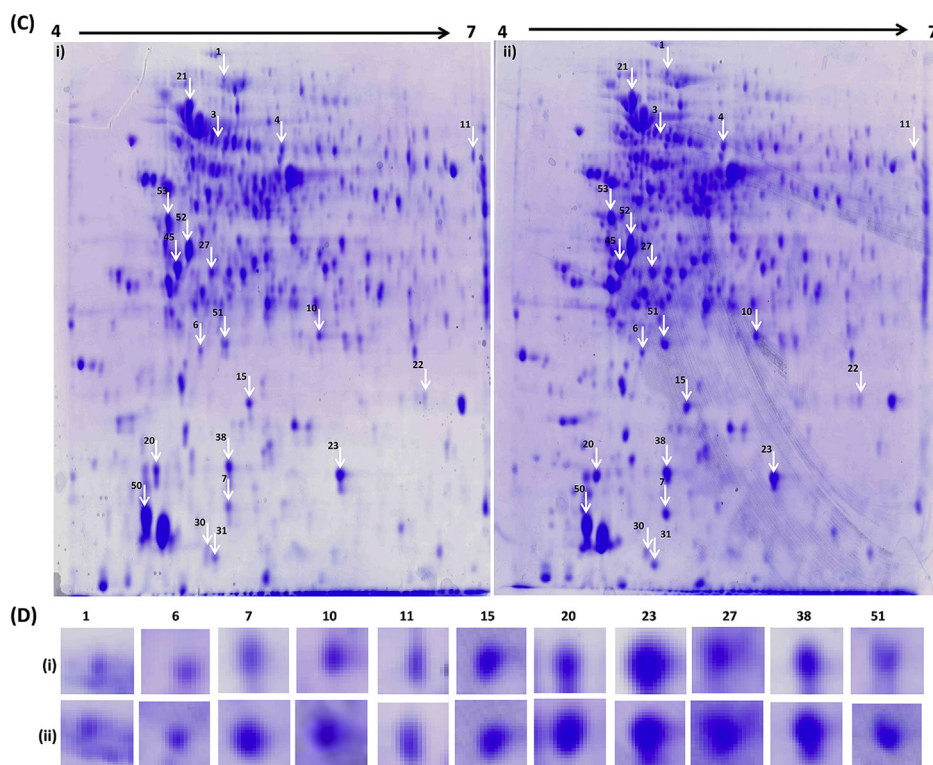 (C)
4 7 4 7
i) ii)
1 1
21 21
3 4 11 3 4 11
53 52 53 52
45 27 45 27
6 51 10 6 51 10
15 22 15 22
20 38 23 20 38 23
50 7 50 7
30 31 30 31
(D) 1 6 7 10 11 15 20 23 27 38 51
(i)
(ii)